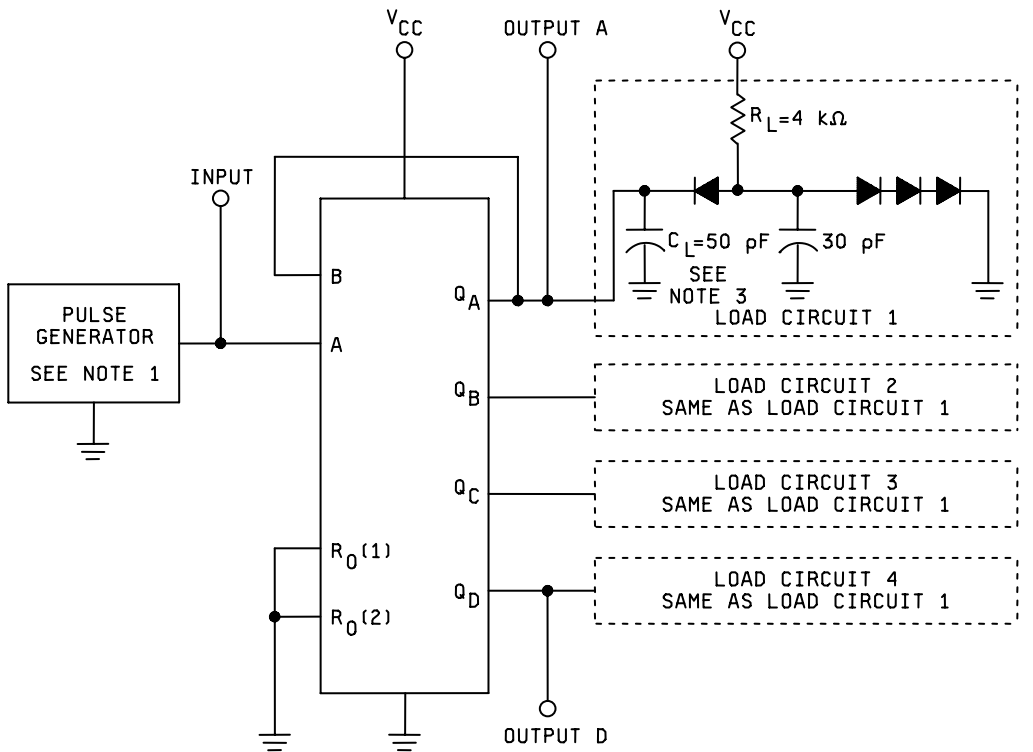 VCC
OUTPUT A
VCC
RL=4 kΩ
INPUT
CL=50 pF
30 pF
SEE
NOTE 3
LOAD CIRCUIT 1
B
QA
PULSE
GENERATOR
SEE NOTE 1
A
QB
LOAD CIRCUIT 2
SAME AS LOAD CIRCUIT 1
QC
LOAD CIRCUIT 3
SAME AS LOAD CIRCUIT 1
RO(1)
QD
LOAD CIRCUIT 4
SAME AS LOAD CIRCUIT 1
RO(2)
OUTPUT D